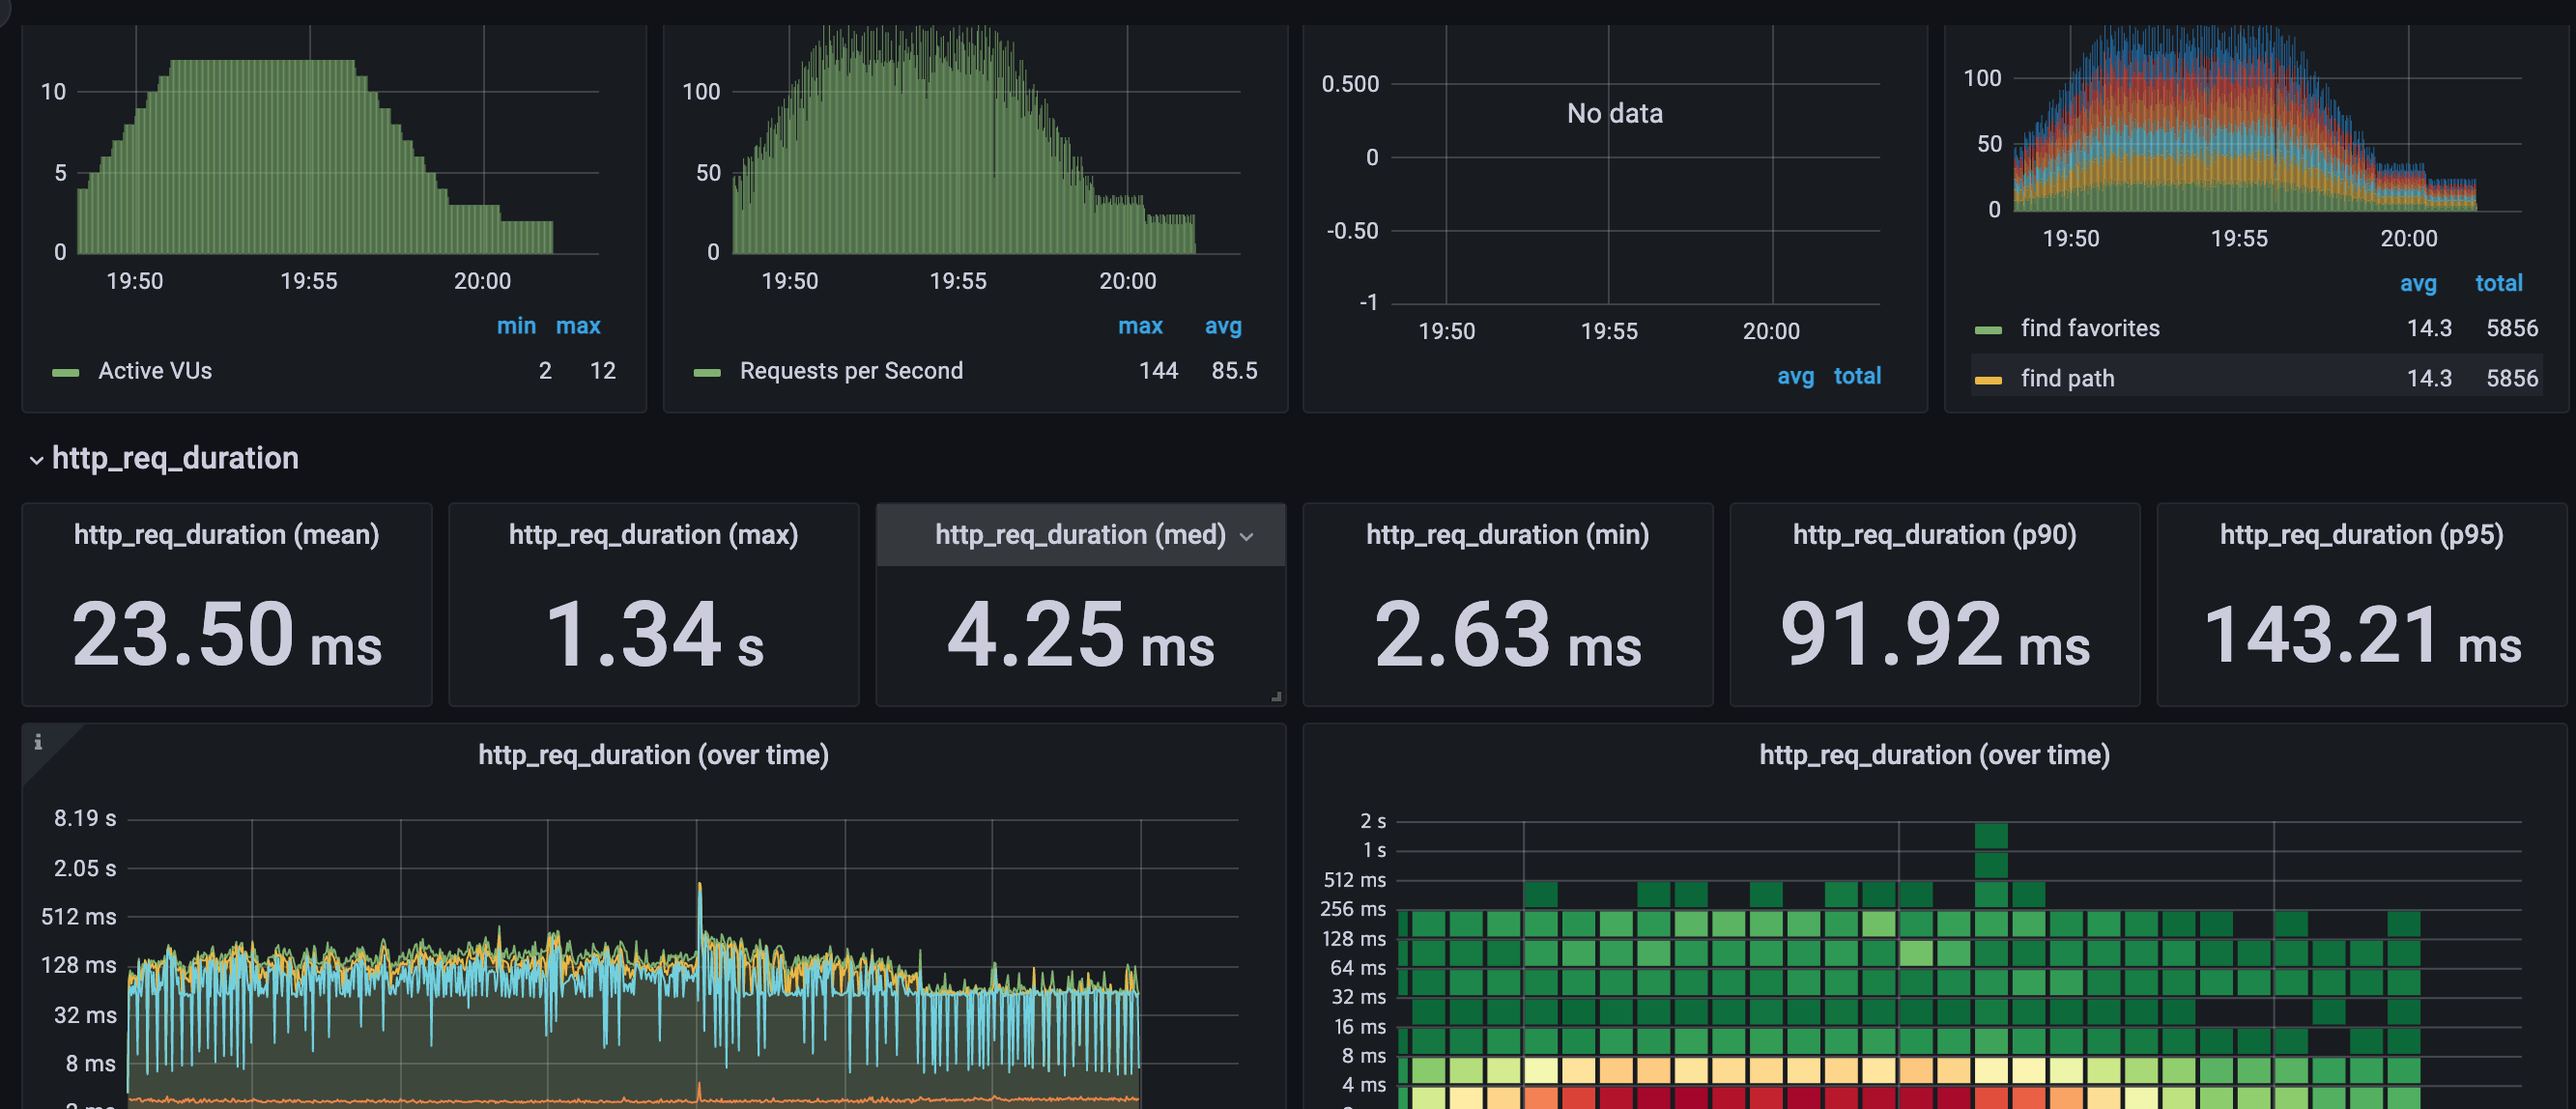 10
5
0
19:50 19:55 20:00
min max
Active VUs 2 12
100
50
0
19:50 19:55 20:00
max avg
Requests per Second 144 85.5
0.500
No data
0
-0.50
-1
19:50 19:55 20:00
avg total
100
50
0
19:50 19:55 20:00
avg total
find favorites 14.3 5856
find path 14.3 5856
http_req_duration
http_req_duration (mean)
23.50 ms
http_req_duration (max)
1.34 s
http_req_duration (med)
4.25 ms
http_req_duration (min)
2.63 ms
http_req_duration (p90)
91.92 ms
http_req_duration (p95)
143.21 ms
i
http_req_duration (over time)
8.19 s
2.05 s
512 ms
128 ms
32 ms
8 ms
http_req_duration (over time)
2 s
1 s
512 ms
256 ms
128 ms
64 ms
32 ms
16 ms
8 ms
4 ms